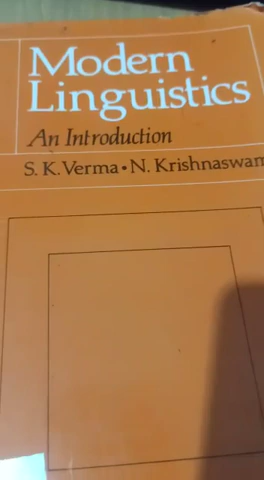 Modern
Linguistics
An Introduction
S. K. Verma • N. Krishnaswam